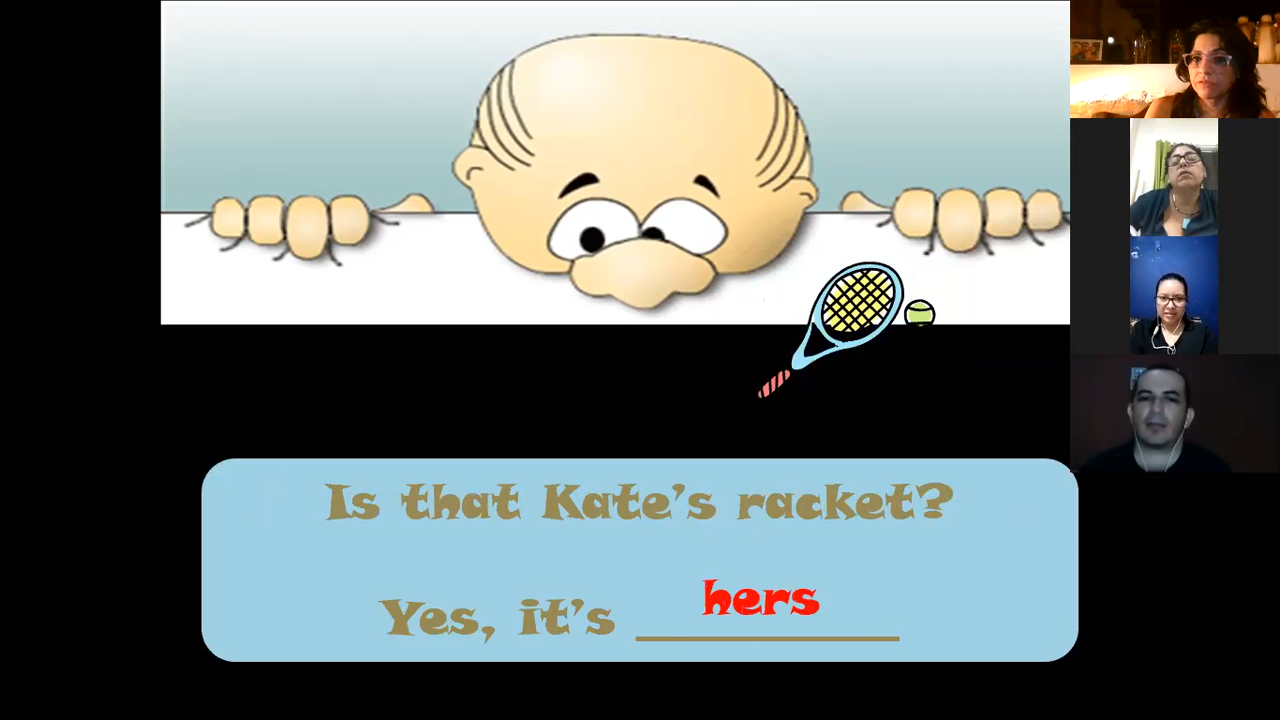 Is that Kate's racket?
Yes, it's hers